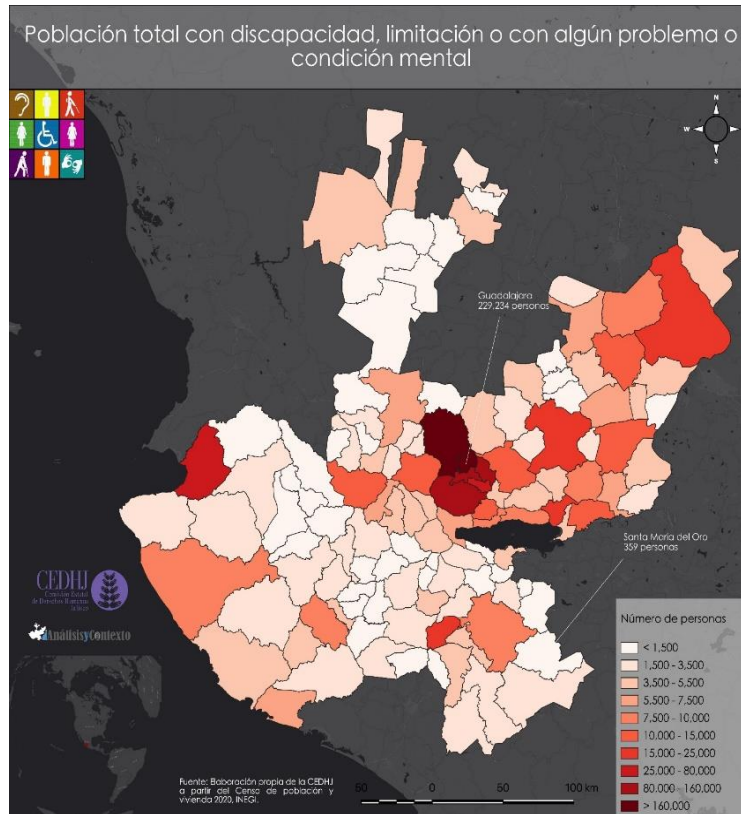 Población total con discapacidad, limitación o con algún problema o
condición mental
N
W
E
S
Guadalajara
229,234 personas
Santa María del Oro
359 personas
CEDHJ
Comisión Estatal
de Derechos Humanos
Jalisco
AnálisisyContexto
Número de personas
< 1,500
1,500 - 3,500
3,500 - 5,500
5,500 - 7,500
7,500 - 10,000
10,000 - 15,000
15,000 - 25,000
25,000 - 80,000
80,000 - 160,000
> 160,000
Fuente: Elaboración propia de la CEDHJ
a partir del Censo de población y
vivienda 2020, INEGI.
50 0 50 100 km